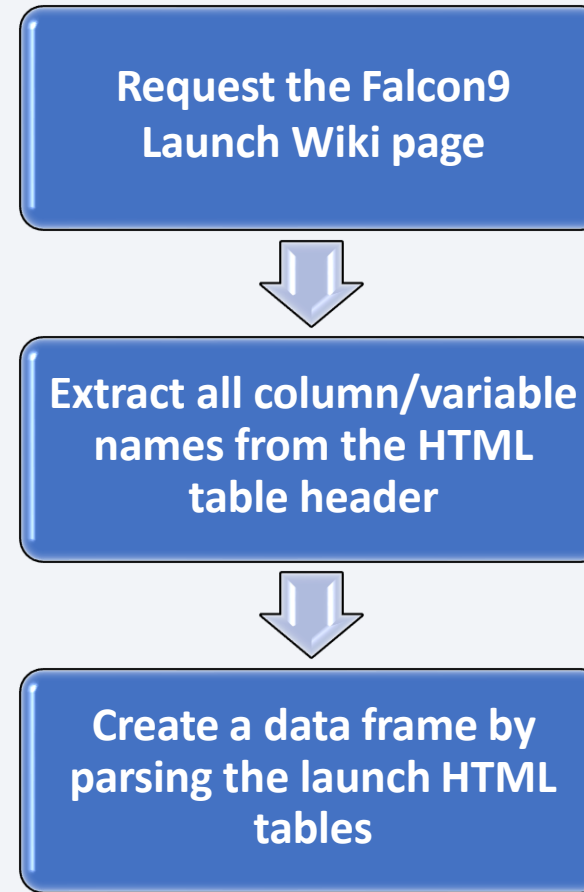 Request the Falcon9
Launch Wiki page
Extract all column/variable
names from the HTML
table header
Create a data frame by
parsing the launch HTML
tables